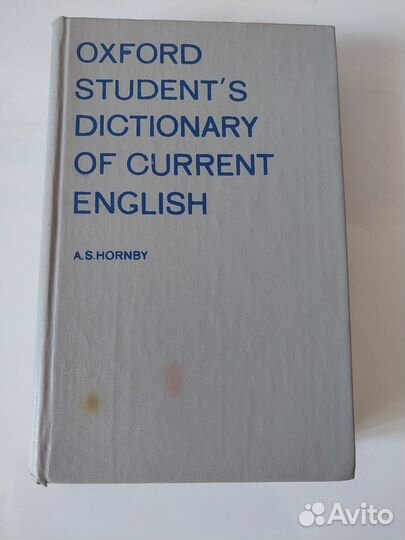 OXFORD
STUDENT'S
DICTIONARY
OF CURRENT
ENGLISH
A.S.HORNBY
Avito